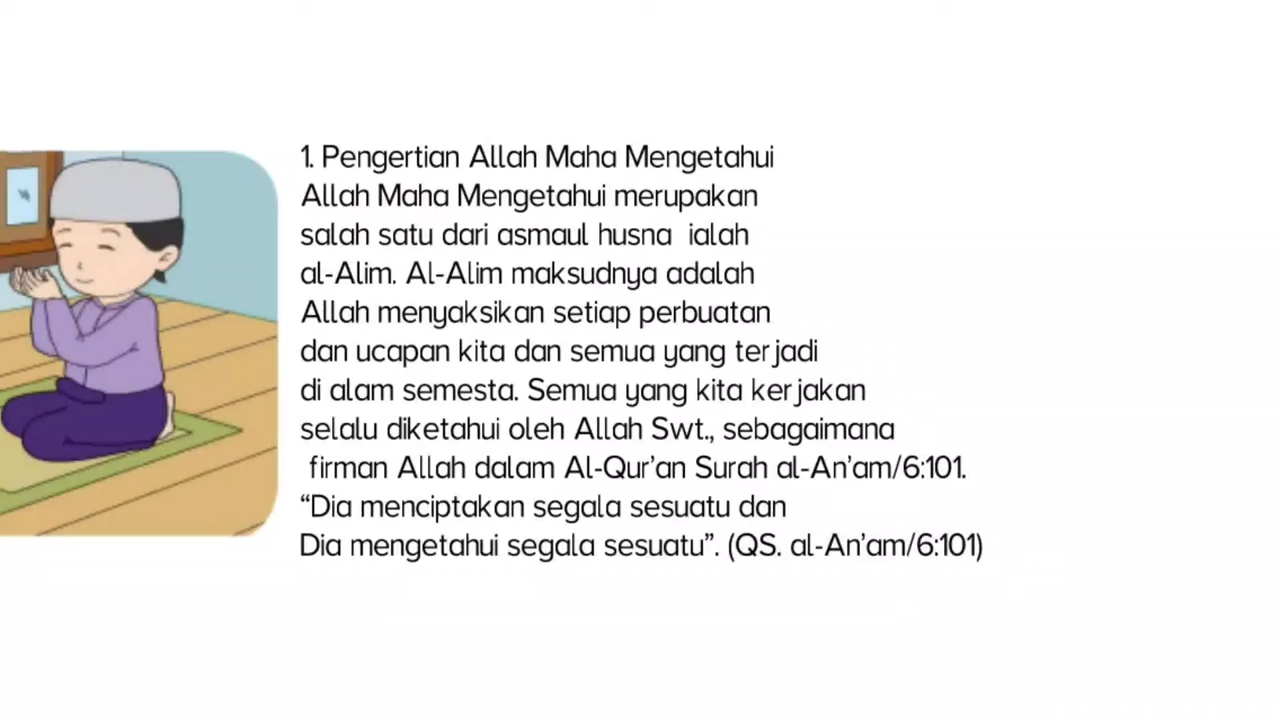 1. Pengertian Allah Maha Mengetahui
Allah Maha Mengetahui merupakan
salah satu dari asmaul husna ialah
al-Alim. Al-Alim maksudnya adalah
Allah menyaksikan setiap perbuatan
dan ucapan kita dan semua yang terjadi
di alam semesta. Semua yang kita kerjakan
selalu diketahui oleh Allah Swt., sebagaimana
firman Allah dalam Al-Qur’an Surah al-An’am/6:101.
“Dia menciptakan segala sesuatu dan
Dia mengetahui segala sesuatu”. (QS. al-An’am/6:101)